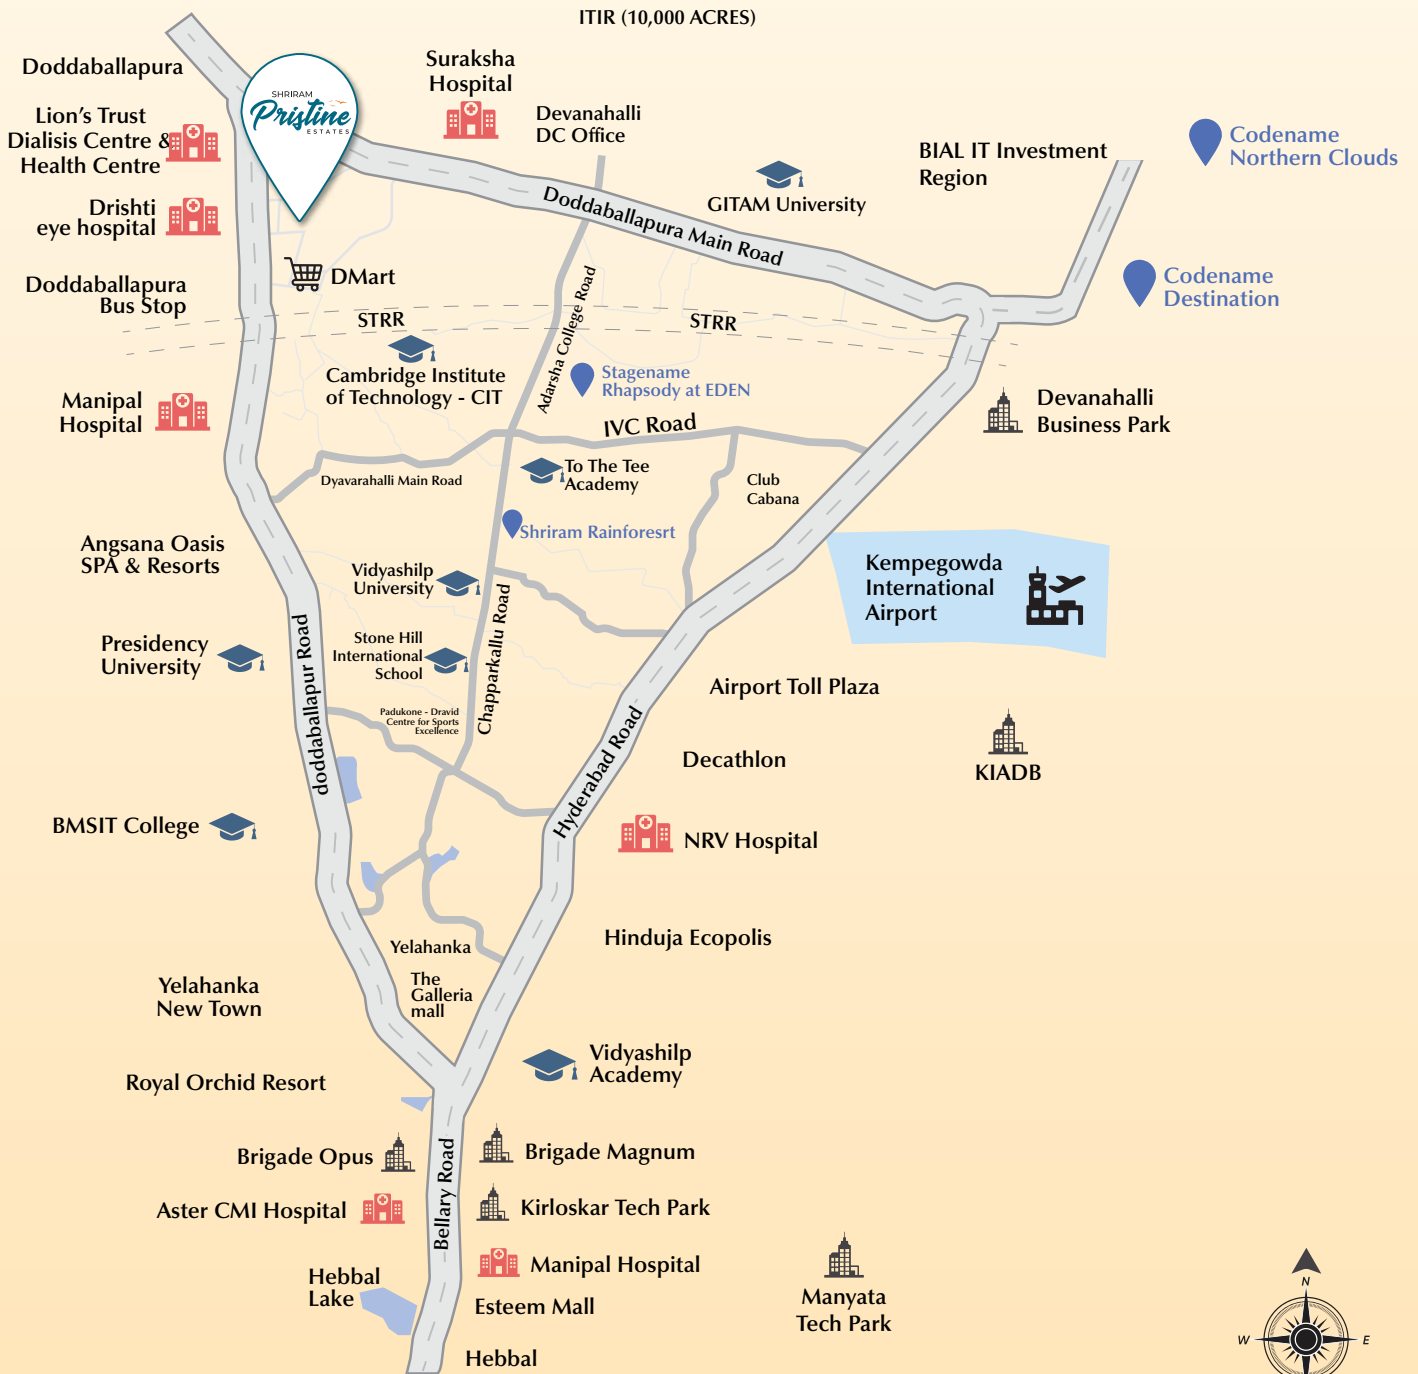 ITIR (10,000 ACRES)
Doddaballapura
SHRIRAM
Pristine
ESTATES
Suraksha
Hospital
Devanahalli
DC Office
Lion's Trust
Dialisis Centre &
Health Centre
BIAL IT Investment
Region
Codename
Northern Clouds
GITAM University
Drishti
eye hospital
Doddaballapura Main Road
DMart
Doddaballapura
Bus Stop
Codename
Destination
STRR
STRR
Adarsha College Road
Cambridge Institute
of Technology - CIT
Stagename
Rhapsody at EDEN
Manipal
Hospital
IVC Road
Devanahalli
Business Park
Dyavarahalli Main Road
To The Tee
Academy
Club
Cabana
Shriram Rainforesrt
Angsana Oasis
SPA & Resorts
Vidyashilp
University
Kempegowda
International
Airport
Presidency
University
doddaballapur Road
Stone Hill
International
School
Chapparkallu Road
Padukone - Dravid
Centre for Sports
Excellence
Airport Toll Plaza
Hyderabad Road
Decathlon
KIADB
BMSIT College
NRV Hospital
Hinduja Ecopolis
Yelahanka
The
Galleria
mall
Yelahanka
New Town
Vidyashilp
Academy
Royal Orchid Resort
Bellary Road
Brigade Opus
Brigade Magnum
Aster CMI Hospital
Kirloskar Tech Park
Manipal Hospital
Hebbal
Lake
Esteem Mall
Manyata
Tech Park
Hebbal
N
W
E